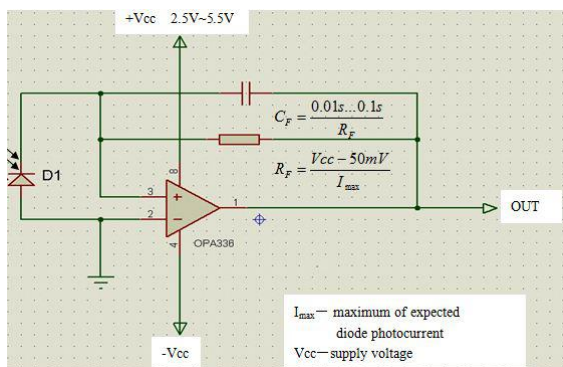 +Vcc 2.5V~5.5V
C_F = 0.01s...0.1s / R_F
R_F = Vcc − 50mV / I_max
D1
8
3
+
1
2
−
4
OPA336
OUT
-Vcc
I_max— maximum of expected
diode photocurrent
Vcc—supply voltage